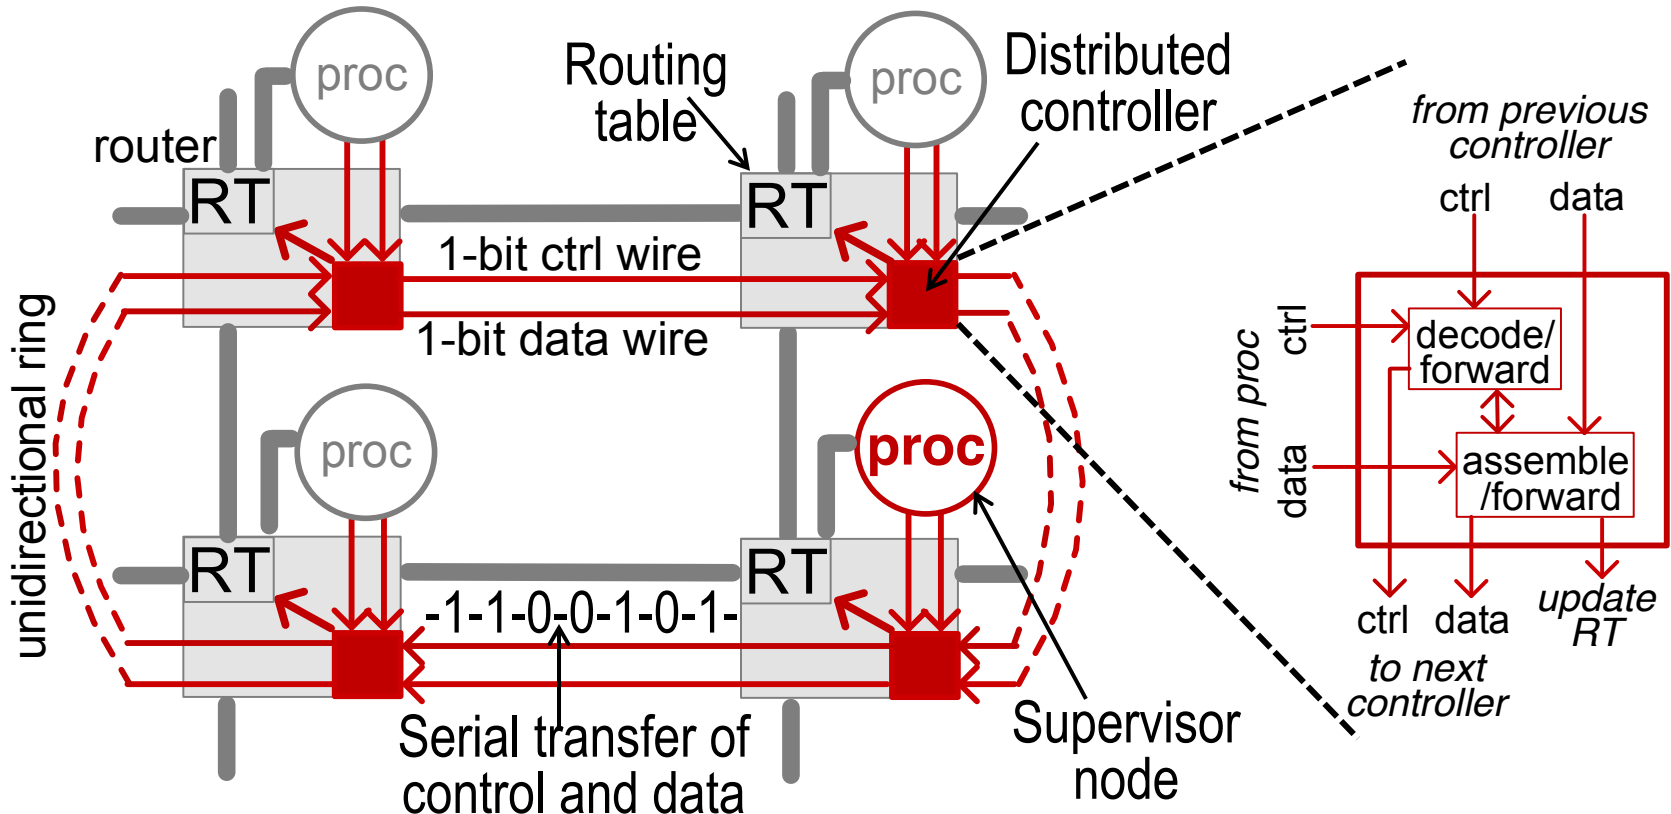 proc
Routing
table
proc
Distributed
controller
router
RT
RT
1-bit ctrl wire
1-bit data wire
unidirectional ring
proc
proc
RT
RT
-1-1-0-0-1-0-1-
Serial transfer of
control and data
Supervisor
node
from previous
controller
ctrl data
ctrl
from proc
data
decode/
forward
assemble
/forward
ctrl data
update
RT
to next
controller